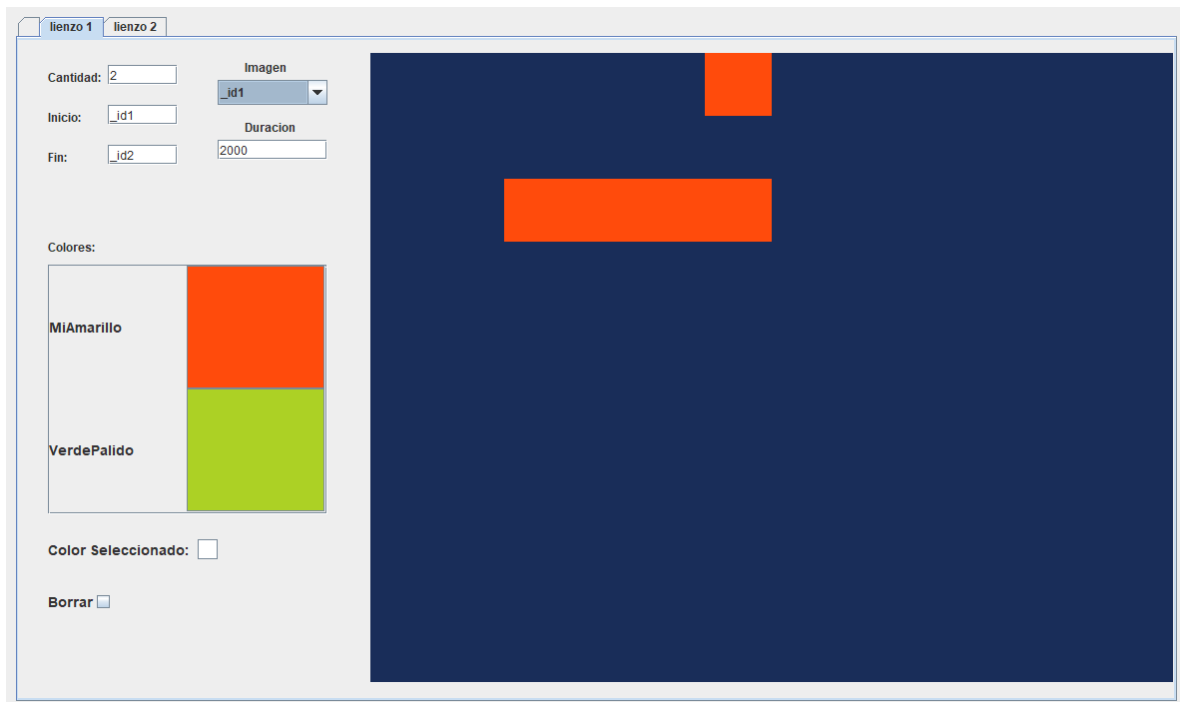 lienzo 1
lienzo 2
Cantidad: 2
Imagen
_id1
Inicio: _id1
Duracion
2000
Fin: _id2
Colores:
MiAmarillo
VerdePalido
Color Seleccionado:
Borrar